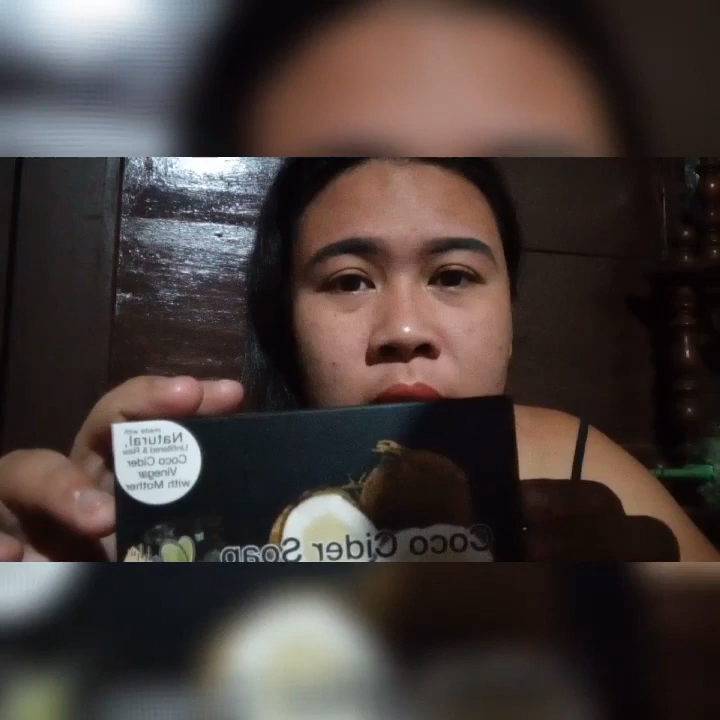 made with
Natural,
Unfiltered & Raw
Coco Cider
Vinegar
with Mother
Coco Cider Soap